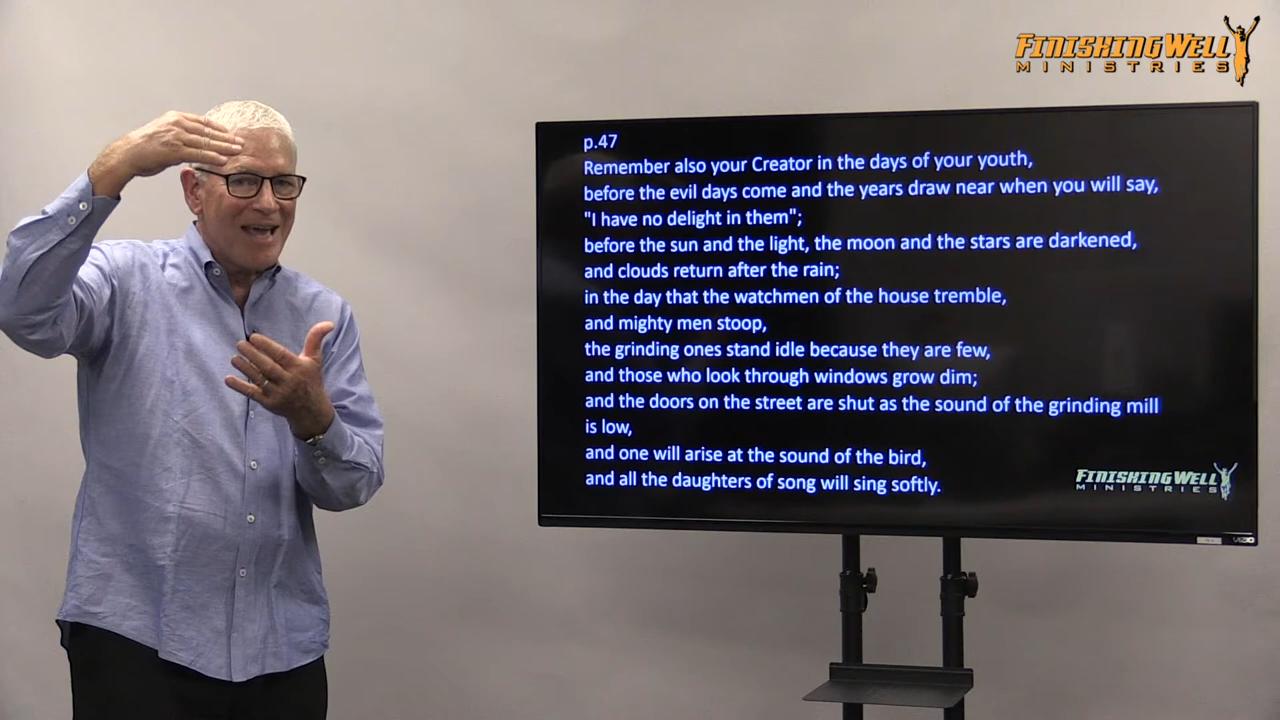 FINISHINGWELL
MINISTRIES
p.47
Remember also your Creator in the days of your youth,
before the evil days come and the years draw near when you will say,
"I have no delight in them";
before the sun and the light, the moon and the stars are darkened,
and clouds return after the rain;
in the day that the watchmen of the house tremble,
and mighty men stoop,
the grinding ones stand idle because they are few,
and those who look through windows grow dim;
and the doors on the street are shut as the sound of the grinding mill
is low,
and one will arise at the sound of the bird,
and all the daughters of song will sing softly.
FINISHINGWELL
MINISTRIES
VIZIO